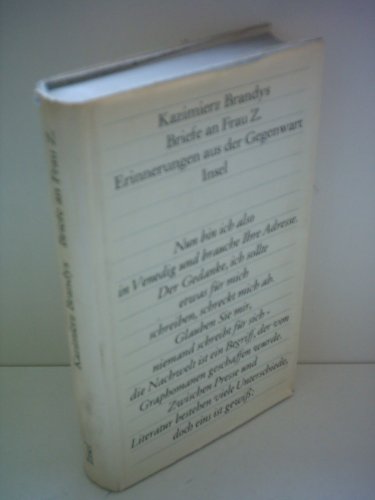 Kazimierz Brandys
Briefe an Frau Z.
Erinnerungen aus der Gegenwart
Insel
Nun bin ich also
in Venedig und brauche Ihre Adresse.
Der Gedanke, ich sollte
etwas für mich
schreiben, schreckt mich ab.
Glauben Sie mir,
niemand schreibt für sich –
die Nachwelt ist ein Begriff, der von
Graphomanen geschaffen wurde.
Zwischen Presse und
Literatur bestehen viele Unterschiede,
doch eins ist gewiß:
Kazimierz Brandys Briefe an Frau Z.